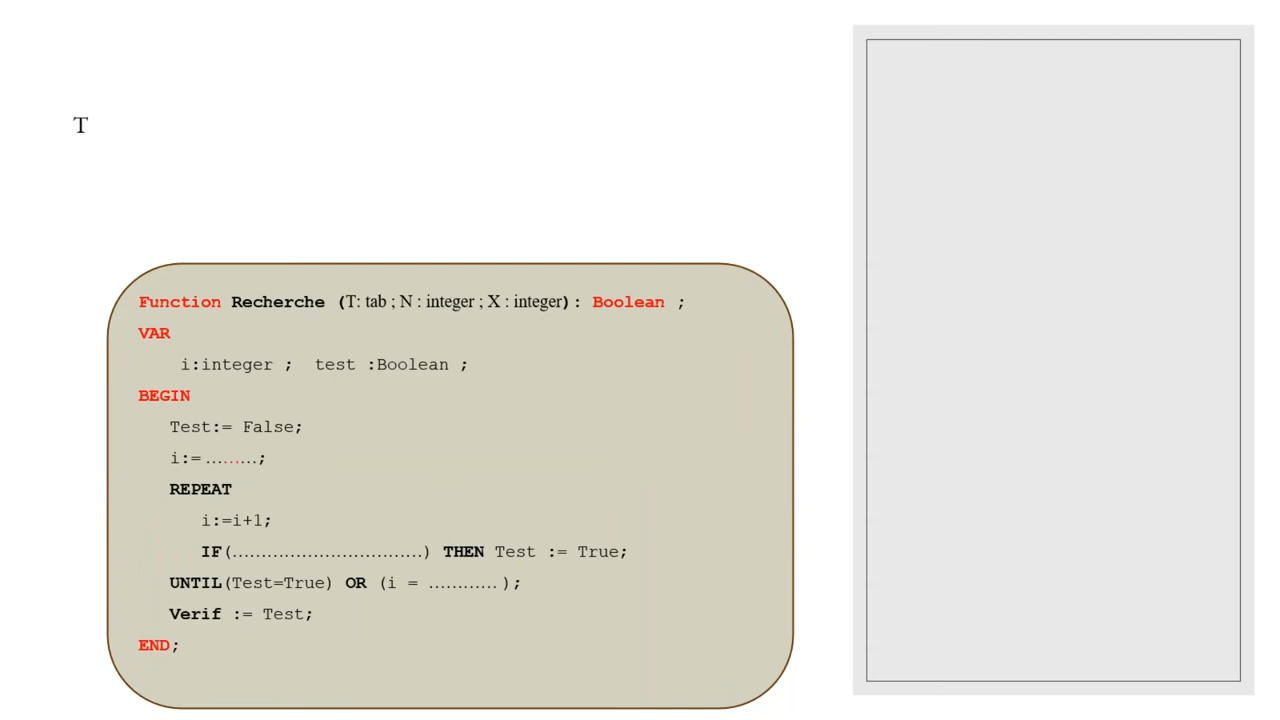 T
Function Recherche (T: tab ; N : integer ; X : integer): Boolean ;
VAR
i:integer ; test :Boolean ;
BEGIN
Test:= False;
i:= .........;
REPEAT
i:=i+1;
IF(.................................) THEN Test := True;
UNTIL(Test=True) OR (i = ............ );
Verif := Test;
END;